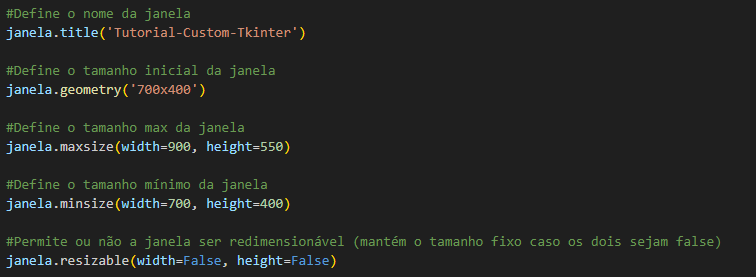 #Define o nome da janela
janela.title('Tutorial-Custom-Tkinter')
#Define o tamanho inicial da janela
janela.geometry('700x400')
#Define o tamanho max da janela
janela.maxsize(width=900, height=550)
#Define o tamanho mínimo da janela
janela.minsize(width=700, height=400)
#Permite ou não a janela ser redimensionável (mantém o tamanho fixo caso os dois sejam false)
janela.resizable(width=False, height=False)